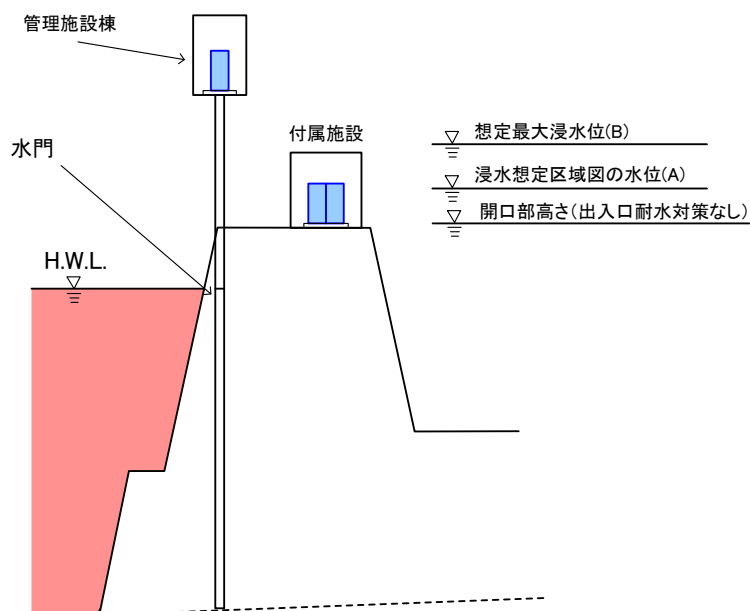 管理施設棟
付属施設
想定最大浸水位(B)
水門
浸水想定区域図の水位(A)
開口部高さ(出入口耐水対策なし)
H.W.L.